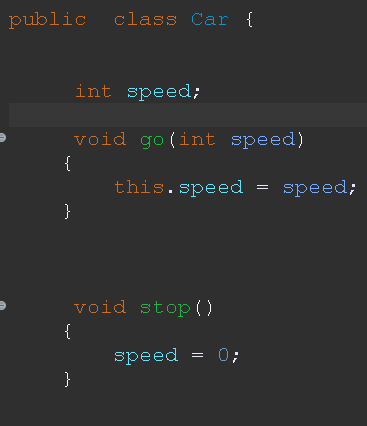 public  class Car {
int speed;
void go(int speed)
{
this.speed = speed;
}
void stop()
{
speed = 0;
}